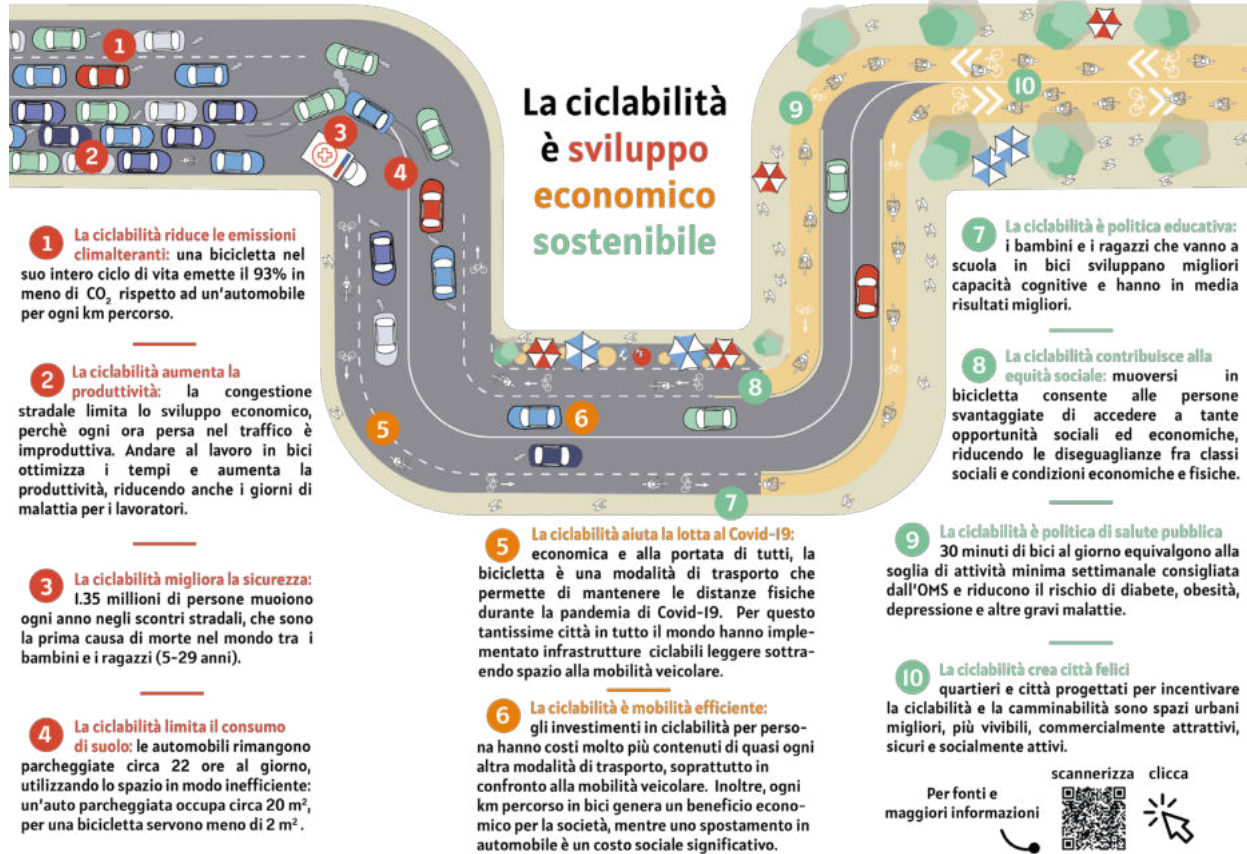 La ciclabilità
è sviluppo
economico
sostenibile
1
2
3
4
5
6
7
8
9
10
1 La ciclabilità riduce le emissioni
climalteranti: una bicicletta nel
suo intero ciclo di vita emette il 93% in
meno di CO₂ rispetto ad un'automobile
per ogni km percorso.
2 La ciclabilità aumenta la
produttività: la congestione
stradale limita lo sviluppo economico,
perchè ogni ora persa nel traffico è
improduttiva. Andare al lavoro in bici
ottimizza i tempi e aumenta la
produttività, riducendo anche i giorni di
malattia per i lavoratori.
3 La ciclabilità migliora la sicurezza:
1.35 millioni di persone muoiono
ogni anno negli scontri stradali, che sono
la prima causa di morte nel mondo tra i
bambini e i ragazzi (5-29 anni).
4 La ciclabilità limita il consumo
di suolo: le automobili rimangono
parcheggiate circa 22 ore al giorno,
utilizzando lo spazio in modo inefficiente:
un'auto parcheggiata occupa circa 20 m²,
per una bicicletta servono meno di 2 m².
5 La ciclabilità aiuta la lotta al Covid-19:
economica e alla portata di tutti, la
bicicletta è una modalità di trasporto che
permette di mantenere le distanze fisiche
durante la pandemia di Covid-19. Per questo
tantissime città in tutto il mondo hanno imple-
mentato infrastrutture ciclabili leggere sottra-
endo spazio alla mobilità veicolare.
6 La ciclabilità è mobilità efficiente:
gli investimenti in ciclabilità per perso-
na hanno costi molto più contenuti di quasi ogni
altra modalità di trasporto, soprattutto in
confronto alla mobilità veicolare. Inoltre, ogni
km percorso in bici genera un beneficio econo-
mico per la società, mentre uno spostamento in
automobile è un costo sociale significativo.
7 La ciclabilità è politica educativa:
i bambini e i ragazzi che vanno a
scuola in bici sviluppano migliori
capacità cognitive e hanno in media
risultati migliori.
8 La ciclabilità contribuisce alla
equità sociale: muoversi in
bicicletta consente alle persone
svantaggiate di accedere a tante
opportunità sociali ed economiche,
riducendo le diseguaglianze fra classi
sociali e condizioni economiche e fisiche.
9 La ciclabilità è politica di salute pubblica
30 minuti di bici al giorno equivalgono alla
soglia di attività minima settimanale consigliata
dall'OMS e riducono il rischio di diabete, obesità,
depressione e altre gravi malattie.
10 La ciclabilità crea città felici
quartieri e città progettati per incentivare
la ciclabilità e la camminabilità sono spazi urbani
migliori, più vivibili, commercialmente attrattivi,
sicuri e socialmente attivi.
Per fonti e
maggiori informazioni
scannerizza clicca